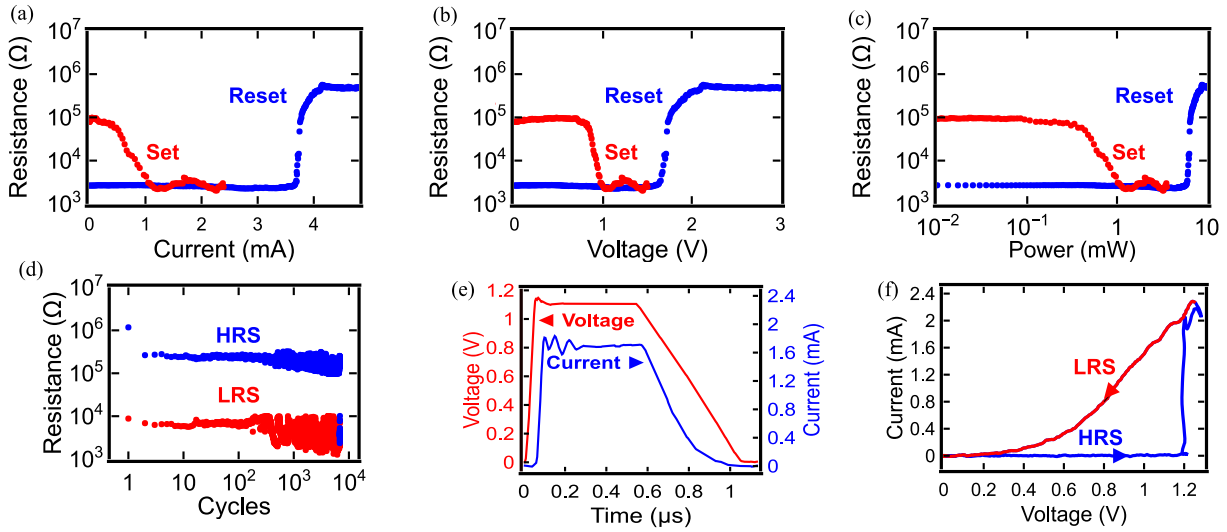 (a)
Resistance (Ω)
10⁷
10⁶
10⁵
10⁴
10³
Reset
Set
0 1 2 3 4
Current (mA)
(b)
Resistance (Ω)
10⁷
10⁶
10⁵
10⁴
10³
Reset
Set
0 1 2 3
Voltage (V)
(c)
Resistance (Ω)
10⁷
10⁶
10⁵
10⁴
10³
Reset
Set
10⁻² 10⁻¹ 1 10
Power (mW)
(d)
Resistance (Ω)
10⁷
10⁶
10⁵
10⁴
10³
HRS
LRS
1 10 10² 10³ 10⁴
Cycles
(e)
Voltage (V)
1.2
1.0
0.8
0.6
0.4
0.2
0
Voltage
Current
2.4
2.0
1.6
1.2
0.8
0.4
0
Current (mA)
0 0.2 0.4 0.6 0.8 1
Time (µs)
(f)
Current (mA)
2.4
2.0
1.6
1.2
0.8
0.4
0
LRS
HRS
0 0.2 0.4 0.6 0.8 1.0 1.2
Voltage (V)